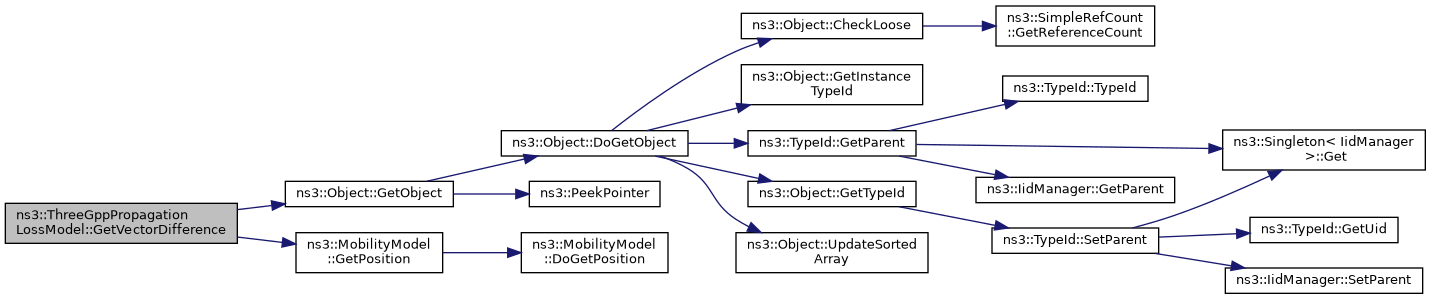 ns3::ThreeGppPropagation
LossModel::GetVectorDifference
ns3::Object::GetObject
ns3::MobilityModel
::GetPosition
ns3::Object::DoGetObject
ns3::PeekPointer
ns3::MobilityModel
::DoGetPosition
ns3::Object::CheckLoose
ns3::Object::GetInstance
TypeId
ns3::TypeId::GetParent
ns3::Object::GetTypeId
ns3::Object::UpdateSorted
Array
ns3::SimpleRefCount
::GetReferenceCount
ns3::TypeId::TypeId
ns3::IidManager::GetParent
ns3::TypeId::SetParent
ns3::Singleton< IidManager
>::Get
ns3::TypeId::GetUid
ns3::IidManager::SetParent